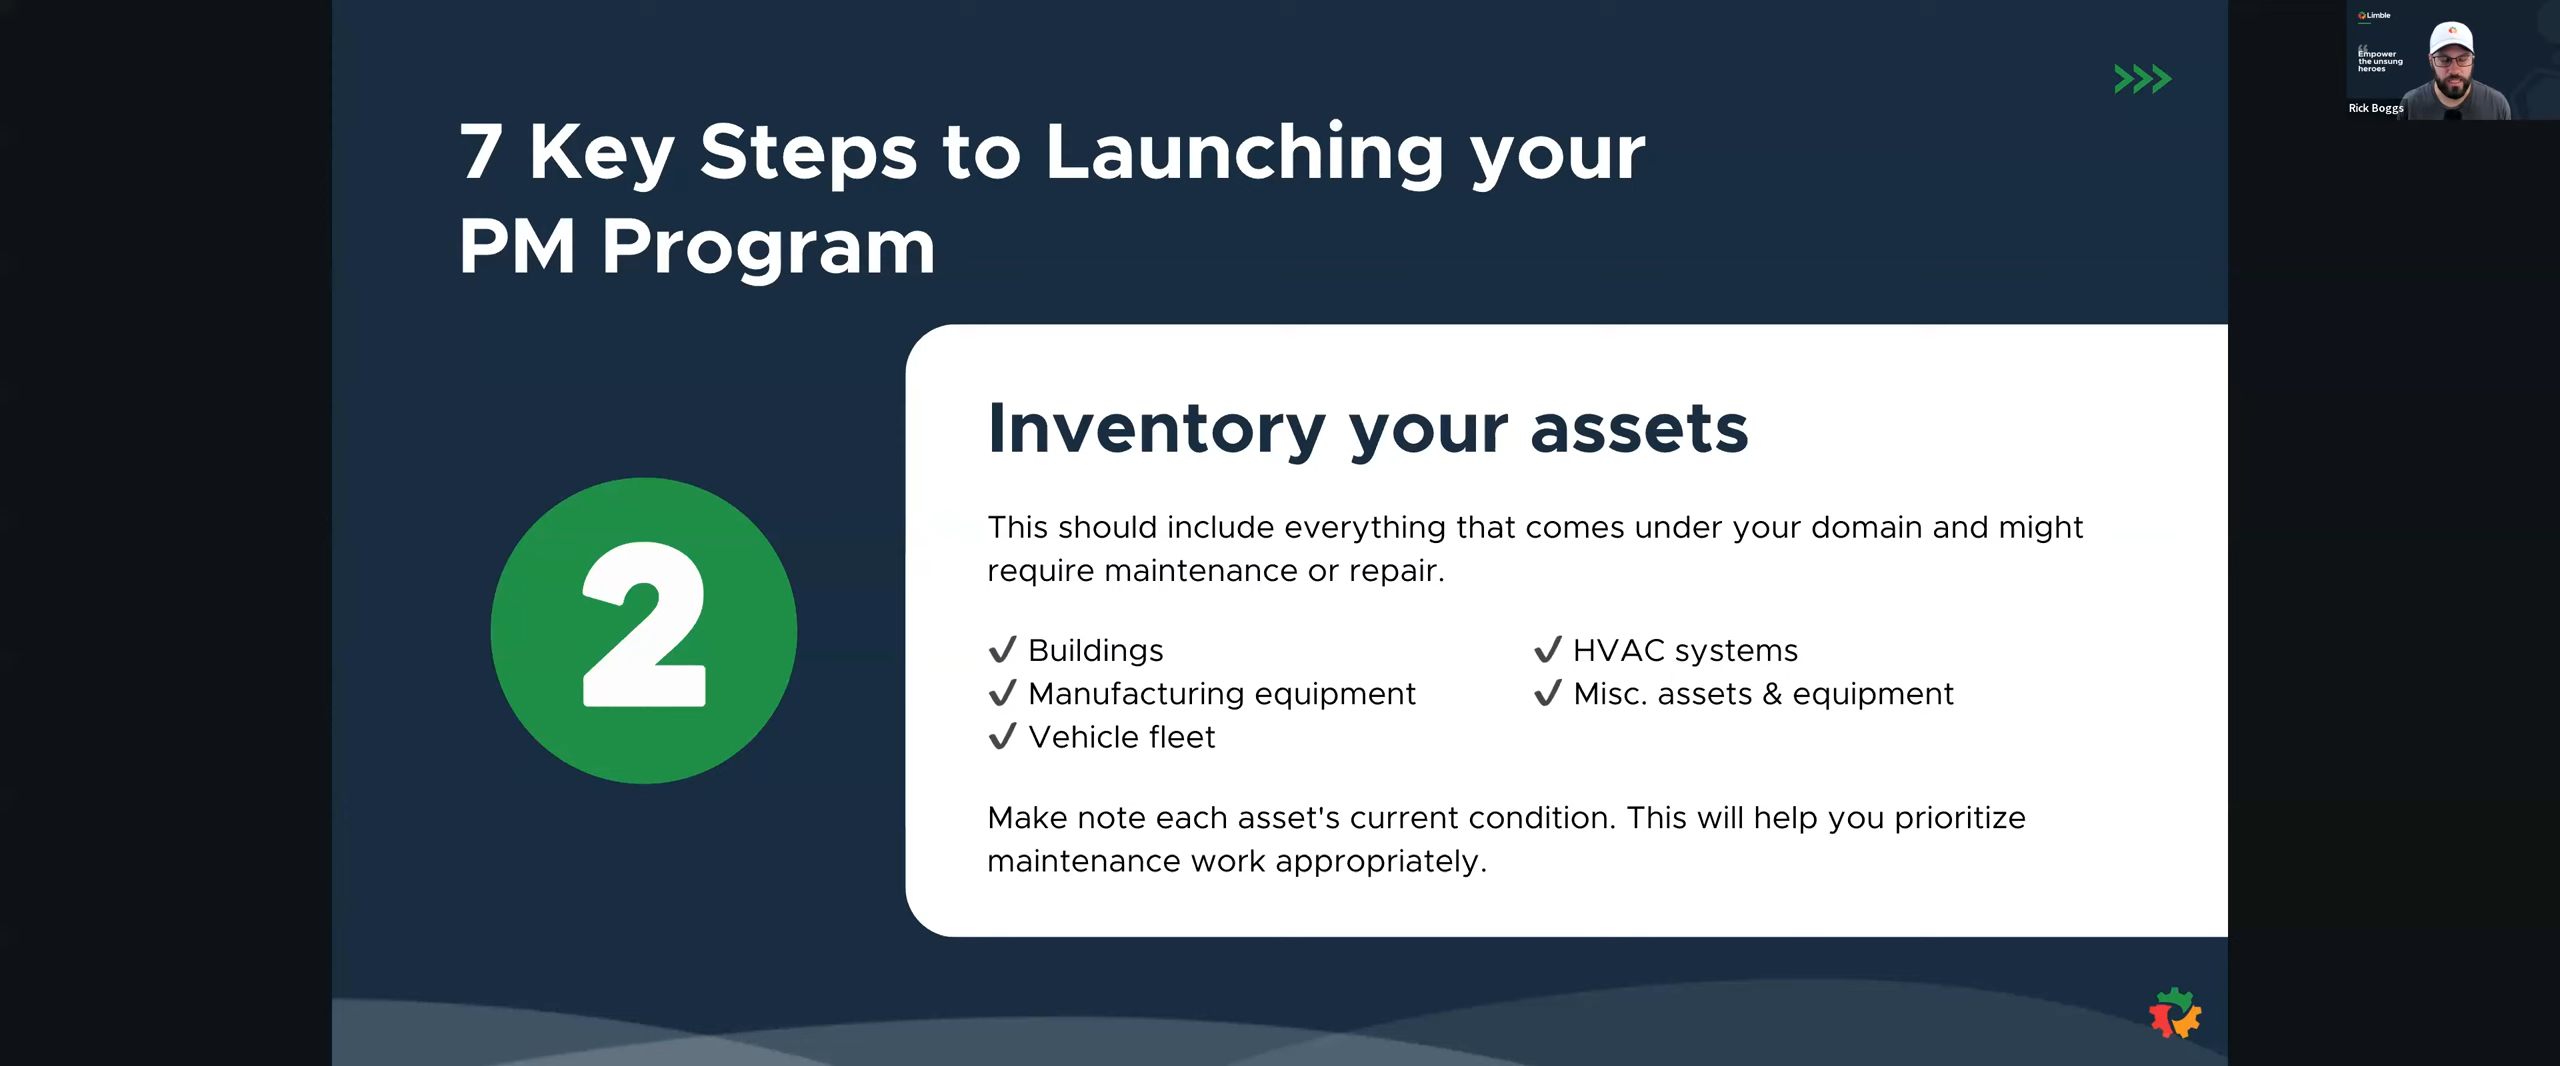 7 Key Steps to Launching your
PM Program
2
Inventory your assets
This should include everything that comes under your domain and might
require maintenance or repair.
✓ Buildings
✓ Manufacturing equipment
✓ Vehicle fleet
✓ HVAC systems
✓ Misc. assets & equipment
Make note each asset's current condition. This will help you prioritize
maintenance work appropriately.
Limble
“
Empower
the unsung
heroes
Rick Boggs